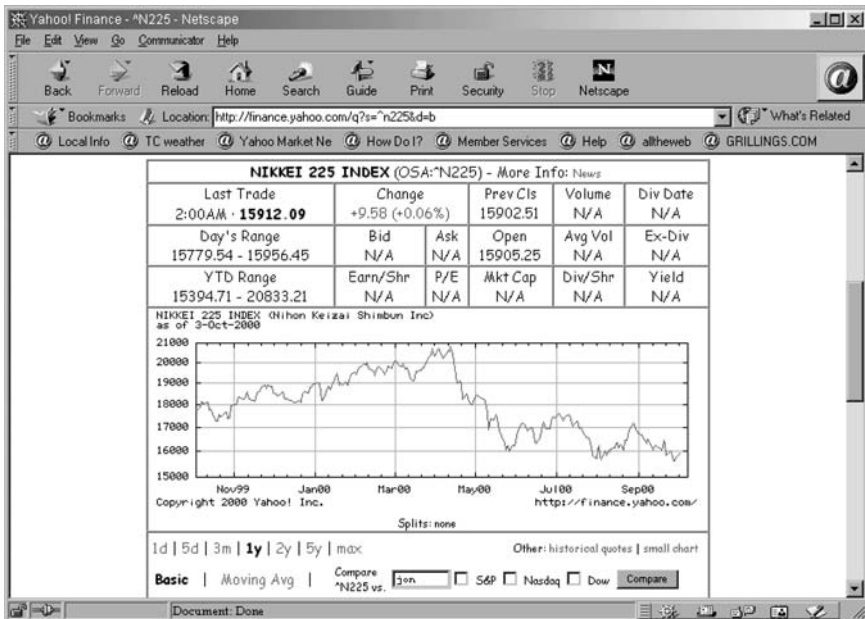 Yahoo! Finance - ^N225 - Netscape
File Edit View Go Communicator Help
Back Forward Reload Home Search Guide Print Security Stop Netscape
Bookmarks Location: http://finance.yahoo.com/q?s=^n225&d=b What's Related
Local Info TC weather Yahoo Market Ne How Do I? Member Services Help alltheweb GRILLINGS.COM
NIKKEI 225 INDEX (OSA:^N225) - More Info: News
Last Trade Change Prev Cls Volume Div Date
2:00AM · 15912.09 +9.58 (+0.06%) 15902.51 N/A N/A
Day's Range Bid Ask Open Avg Vol Ex-Div
15779.54 - 15956.45 N/A N/A 15905.25 N/A N/A
YTD Range Earn/Shr P/E Mkt Cap Div/Shr Yield
15394.71 - 20833.21 N/A N/A N/A N/A N/A
NIKKEI 225 INDEX (Nihon Keizai Shimbun Inc)
as of 3-Oct-2000
21000
20000
19000
18000
17000
16000
15000
Nov99 Jan00 Mar00 May00 Jul00 Sep00
Copyright 2000 Yahoo! Inc. http://finance.yahoo.com/
Splits: none
1d | 5d | 3m | 1y | 2y | 5y | max Other: historical quotes | small chart
Basic | Moving Avg | Compare ^N225 vs. jon S&P Nasdaq Dow Compare
Document: Done